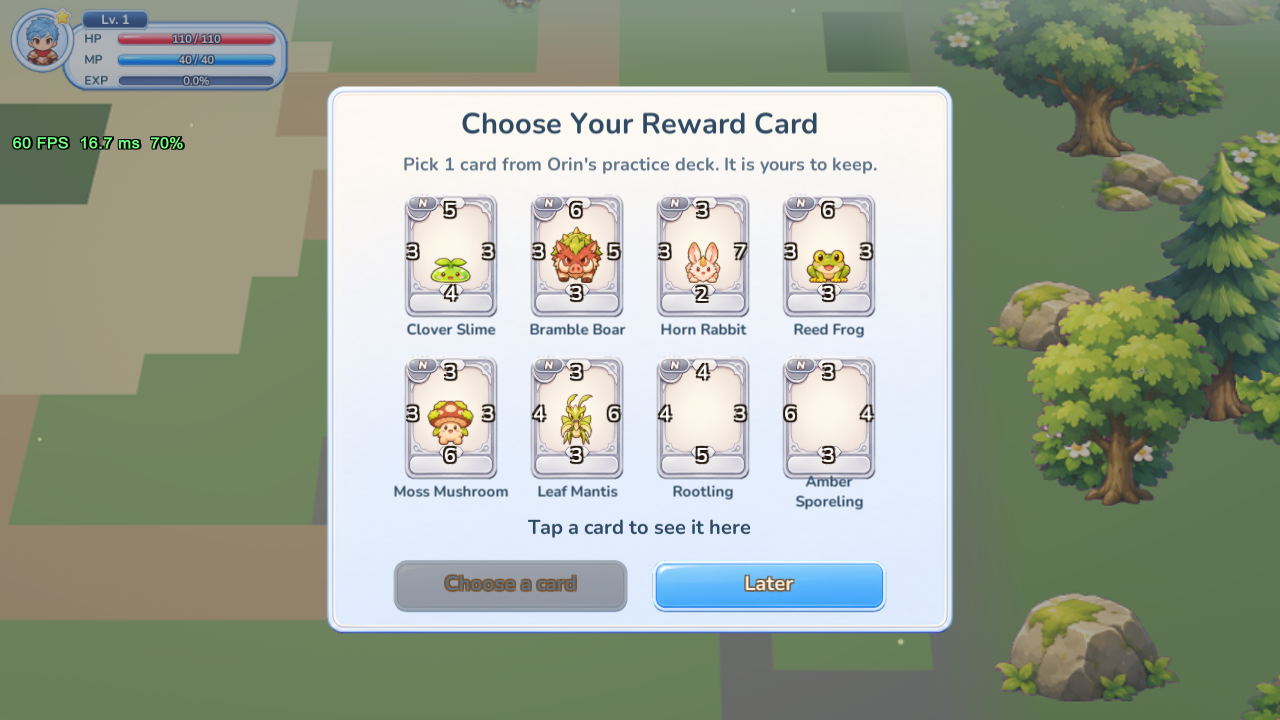 Lv. 1
HP 110 / 110
MP 40 / 40
EXP 0.0%
60 FPS 16.7 ms 70%
Choose Your Reward Card
Pick 1 card from Orin's practice deck. It is yours to keep.
N 5 N 6 N 3 N 6
3 3 3 5 3 7 3 3
4 3 2 3
Clover Slime Bramble Boar Horn Rabbit Reed Frog
N 3 N 3 N 4 N 3
3 3 4 6 4 3 6 4
6 3 5 3
Moss Mushroom Leaf Mantis Rootling Amber
Sporeling
Tap a card to see it here
Choose a card Later